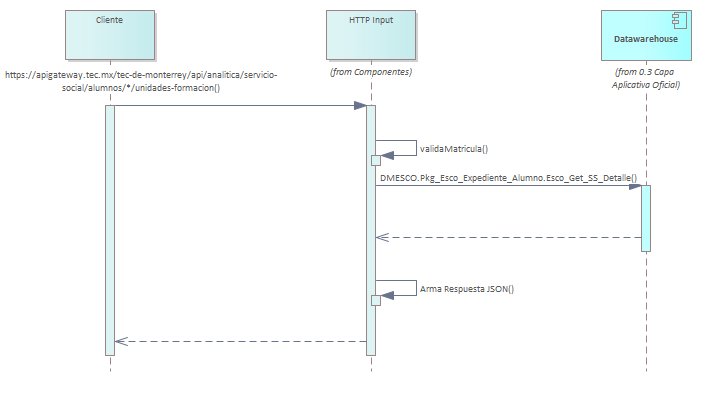 Cliente
HTTP Input
Datawarehouse
(from Componentes)
(from 0.3 Capa
Aplicativa Oficial)
https://apigateway.tec.mx/tec-de-monterrey/api/analitica/servicio-
social/alumnos/*/unidades-formacion()
validaMatricula()
DMESCO.Pkg_Esco_Expediente_Alumno.Esco_Get_SS_Detalle()
Arma Respuesta JSON()